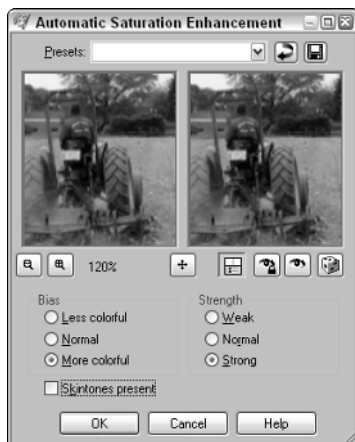 Automatic Saturation Enhancement
Presets:
120%
Bias
Less colorful
Normal
More colorful
Strength
Weak
Normal
Strong
Skintones present
OK
Cancel
Help